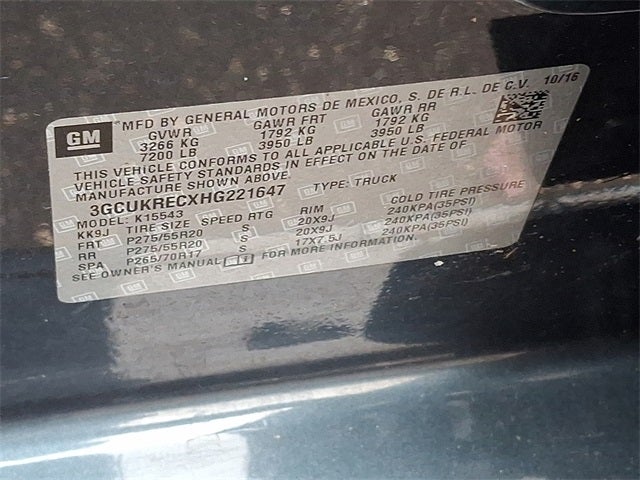 GM
MFD BY GENERAL MOTORS DE MEXICO, S. DE R.L. DE C.V. 10/16
GVWR GAWR FRT GAWR RR
3266 KG 1792 KG 1792 KG
7200 LB 3950 LB 3950 LB
THIS VEHICLE CONFORMS TO ALL APPLICABLE U.S. FEDERAL MOTOR
VEHICLE SAFETY STANDARDS IN EFFECT ON THE DATE OF
MANUFACTURE SHOWN ABOVE.
3GCUKRECXHG221647 TYPE: TRUCK
MODEL: K15543
KK9J TIRE SIZE SPEED RTG RIM COLD TIRE PRESSURE
FRT P275/55R20 S 20X9J 240KPA(35PSI)
RR P275/55R20 S 20X9J 240KPA(35PSI)
SPA P265/70R17 S 17X7.5J 240KPA(35PSI)
SEE OWNER'S MANUAL FOR MORE INFORMATION.